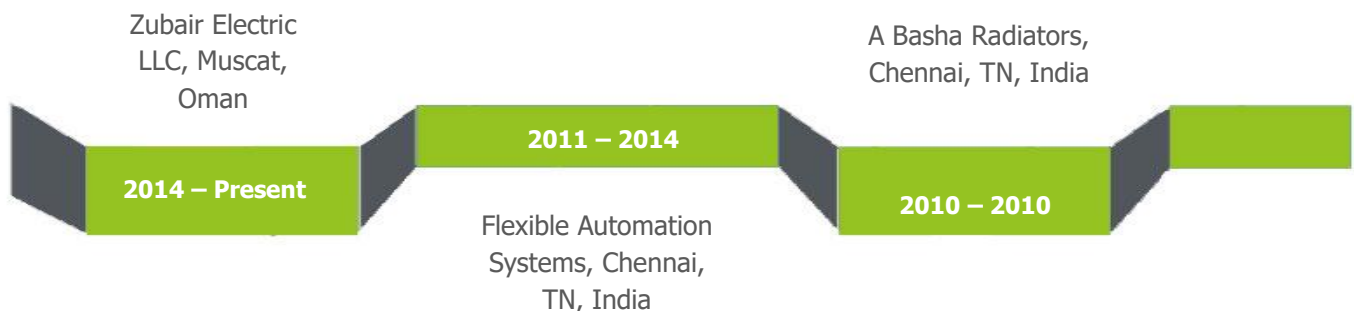 Zubair Electric
LLC, Muscat,
Oman
2014 – Present
2011 – 2014
Flexible Automation
Systems, Chennai,
TN, India
A Basha Radiators,
Chennai, TN, India
2010 – 2010